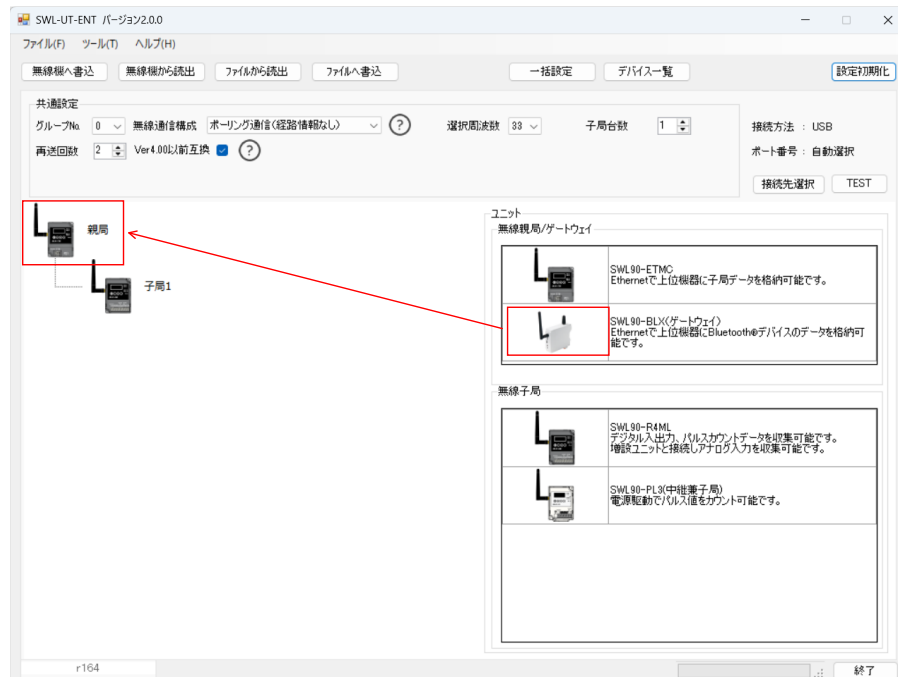 SWL-UT-ENT バージョン2.0.0
ファイル(F) ツール(T) ヘルプ(H)
無線機へ書込 無線機から読出 ファイルから読出 ファイルへ書込 一括設定 デバイス一覧 設定初期化
共通設定
グループNo. 0 無線通信構成 ポーリング通信(経路情報なし) ? 選択周波数 33 子局台数 1 接続方法 : USB
再送回数 2 Ver4.00以前互換 ? ポート番号 : 自動選択
接続先選択 TEST
親局
子局1
ユニット
無線親局/ゲートウェイ
SWL90-ETMC
Ethernetで上位機器に子局データを格納可能です。
SWL90-BLX(ゲートウェイ)
Ethernetで上位機器にBluetooth®デバイスのデータを格納可
能です。
無線子局
SWL90-R4ML
デジタル入出力、パルスカウントデータを収集可能です。
増設ユニットと接続しアナログ入力を収集可能です。
SWL90-PL3(中継兼子局)
電源駆動でパルス値をカウント可能です。
r164 終了